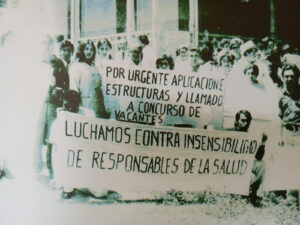 POR URGENTE APLICACION E
ESTRUCTURAS Y LLAMADO
A CONCURSO DE
VACANTES
LUCHAMOS CONTRA INSENSIBILIDAD
DE RESPONSABLES DE LA SALUD